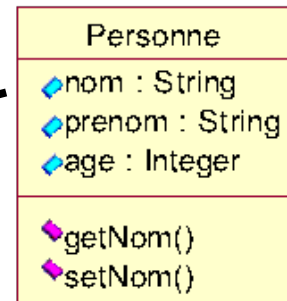 Personne
nom : String
prenom : String
age : Integer
getNom()
setNom()